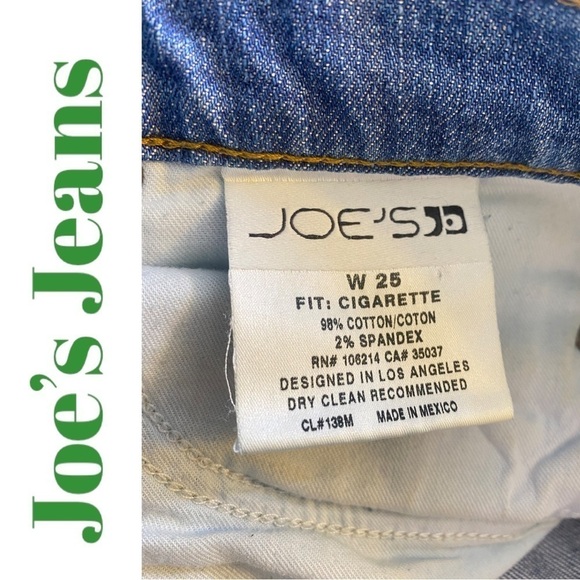 Joe's Jeans
JOE'S
W 25
FIT: CIGARETTE
98% COTTON/COTON
2% SPANDEX
RN# 106214 CA# 35037
DESIGNED IN LOS ANGELES
DRY CLEAN RECOMMENDED
CL#138M MADE IN MEXICO